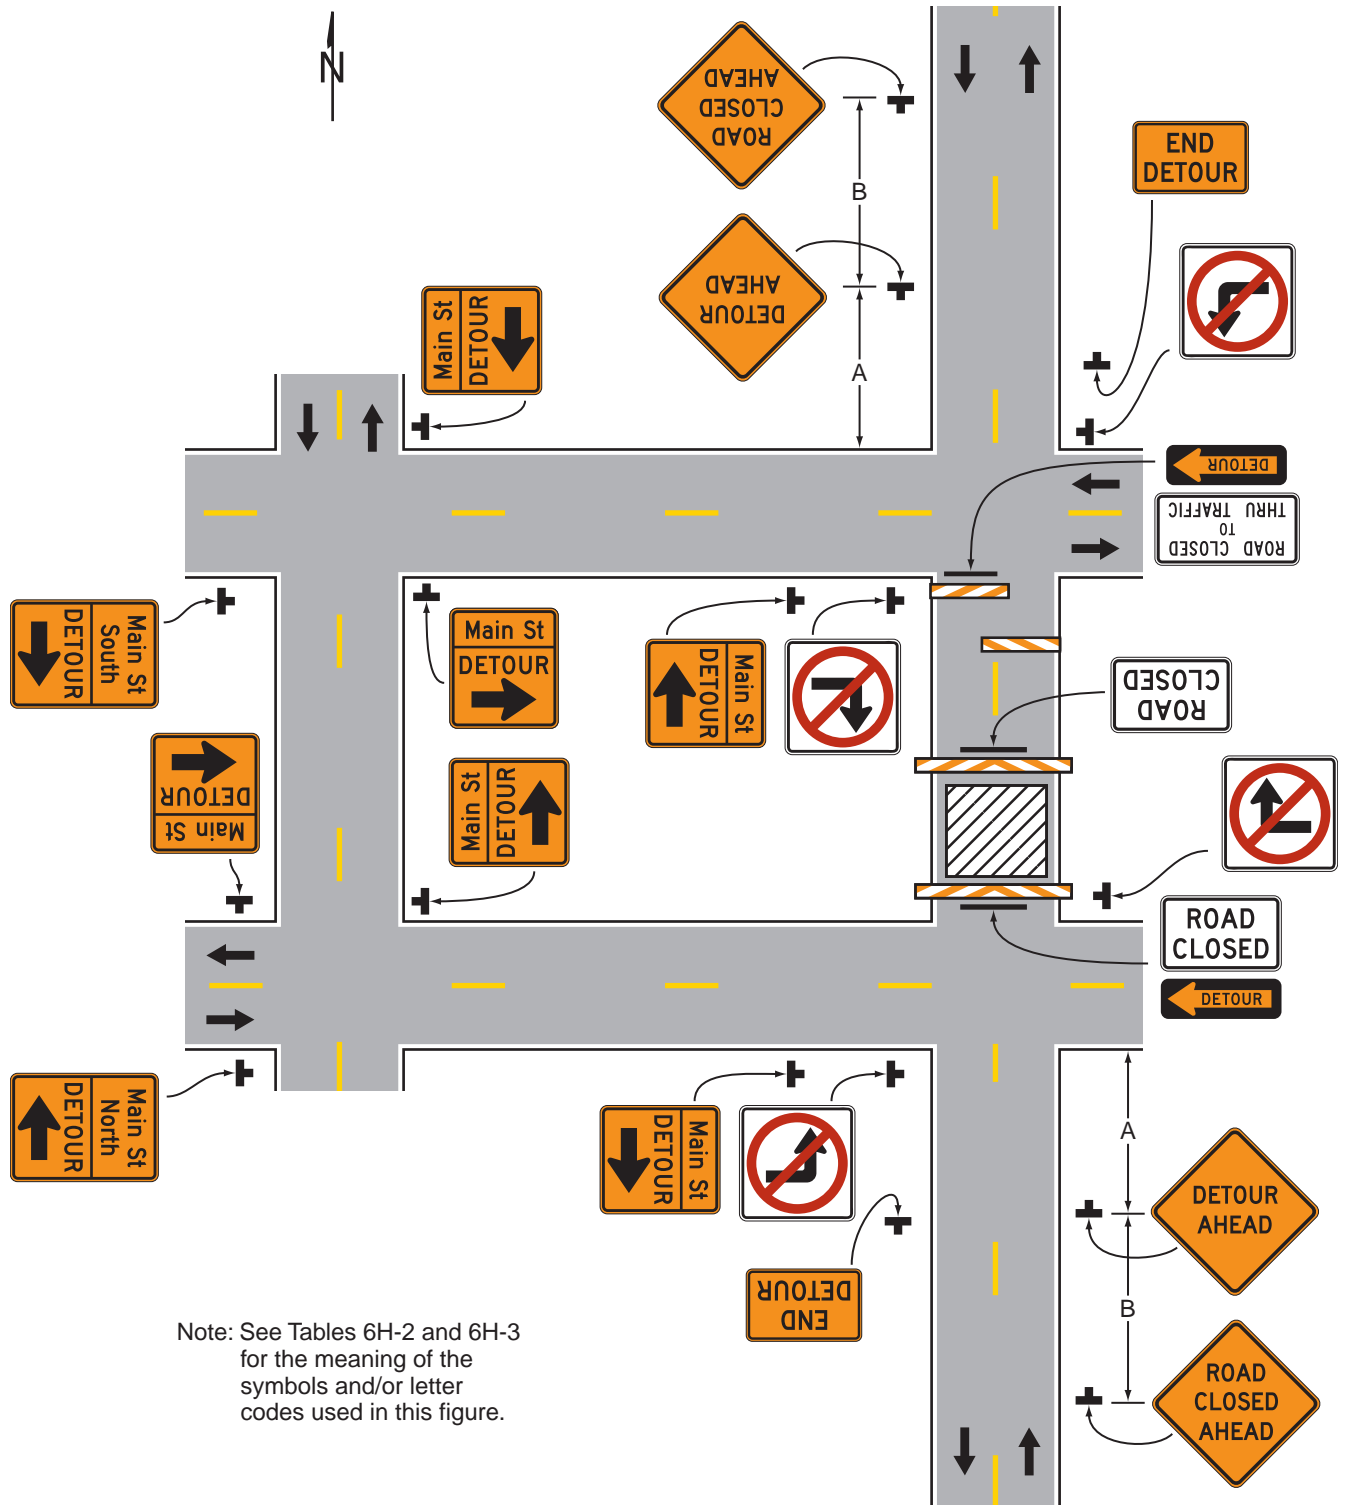 N
ROAD
CLOSED
AHEAD
B
END
DETOUR
DETOUR
AHEAD
A
Main St
DETOUR
DETOUR
ROAD CLOSED
TO
THRU TRAFFIC
Main St
South
DETOUR
Main St
DETOUR
Main St
DETOUR
ROAD
CLOSED
Main St
DETOUR
Main St
DETOUR
ROAD
CLOSED
DETOUR
Main St
North
DETOUR
Main St
DETOUR
A
DETOUR
AHEAD
END
DETOUR
B
Note: See Tables 6H-2 and 6H-3
for the meaning of the
symbols and/or letter
codes used in this figure.
ROAD
CLOSED
AHEAD